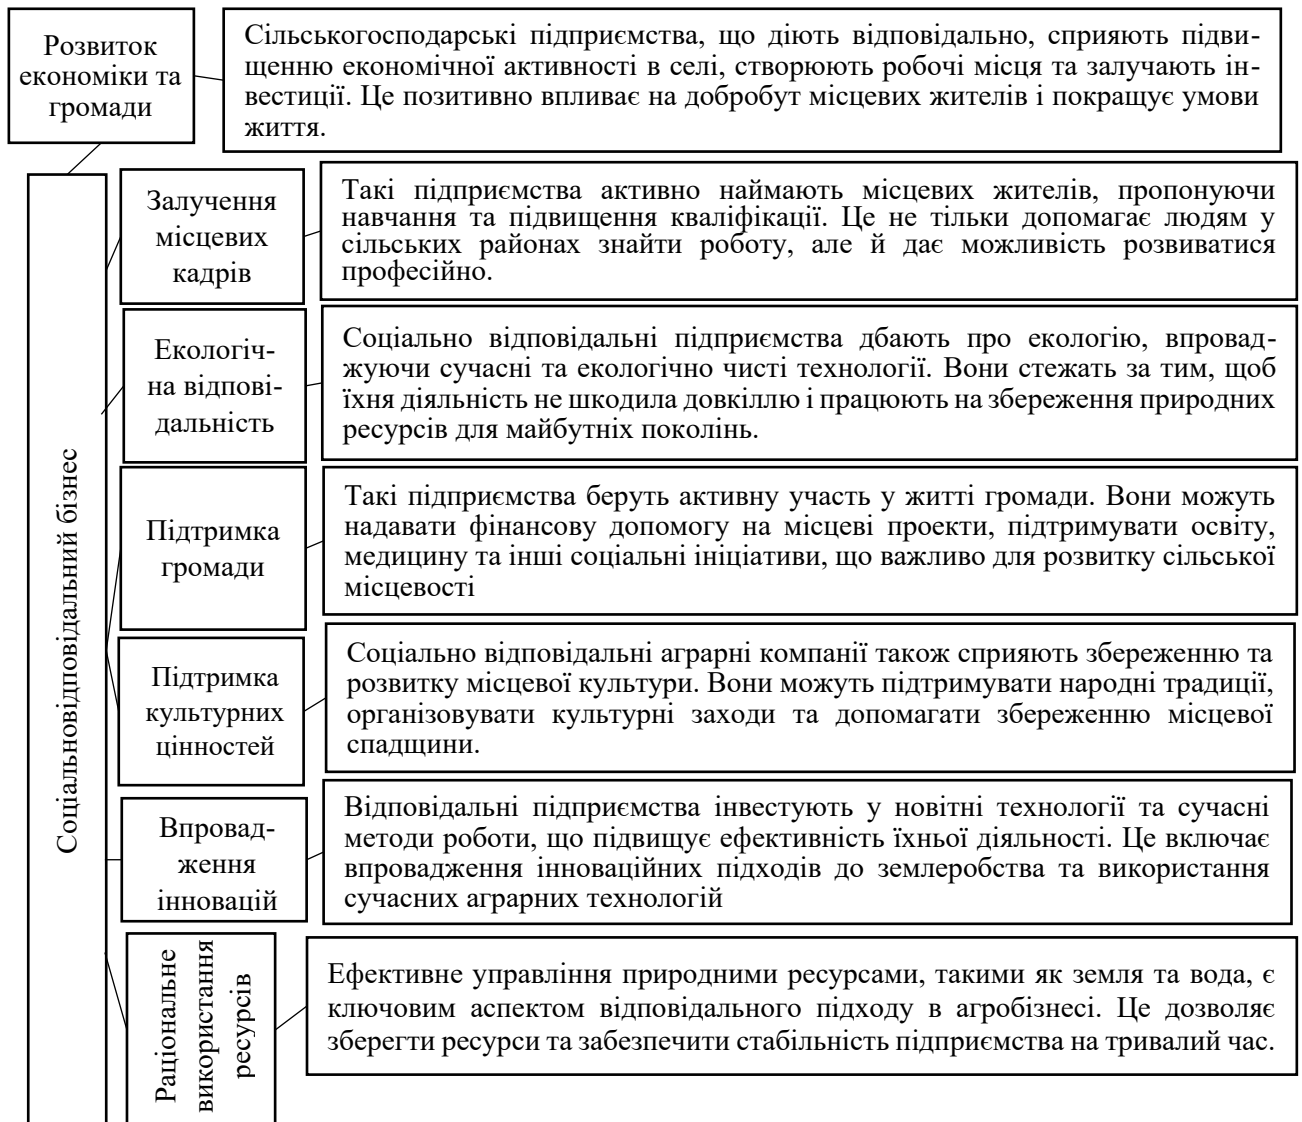 Розвиток
економіки та
громади
Сільськогосподарські підприємства, що діють відповідально, сприяють підви-
щенню економічної активності в селі, створюють робочі місця та залучають ін-
вестиції. Це позитивно впливає на добробут місцевих жителів і покращує умови
життя.
Соціальновідповідальний бізнес
Залучення
місцевих
кадрів
Такі підприємства активно наймають місцевих жителів, пропонуючи
навчання та підвищення кваліфікації. Це не тільки допомагає людям у
сільських районах знайти роботу, але й дає можливість розвиватися
професійно.
Екологіч-
на відпові-
дальність
Соціально відповідальні підприємства дбають про екологію, впровад-
жуючи сучасні та екологічно чисті технології. Вони стежать за тим, щоб
їхня діяльність не шкодила довкіллю і працюють на збереження природних
ресурсів для майбутніх поколінь.
Підтримка
громади
Такі підприємства беруть активну участь у житті громади. Вони можуть
надавати фінансову допомогу на місцеві проекти, підтримувати освіту,
медицину та інші соціальні ініціативи, що важливо для розвитку сільської
місцевості
Підтримка
культурних
цінностей
Соціально відповідальні аграрні компанії також сприяють збереженню та
розвитку місцевої культури. Вони можуть підтримувати народні традиції,
організовувати культурні заходи та допомагати збереженню місцевої
спадщини.
Впровад-
ження
інновацій
Відповідальні підприємства інвестують у новітні технології та сучасні
методи роботи, що підвищує ефективність їхньої діяльності. Це включає
впровадження інноваційних підходів до землеробства та використання
сучасних аграрних технологій
Раціональне
використання
ресурсів
Ефективне управління природними ресурсами, такими як земля та вода, є
ключовим аспектом відповідального підходу в агробізнесі. Це дозволяє
зберегти ресурси та забезпечити стабільність підприємства на тривалий час.